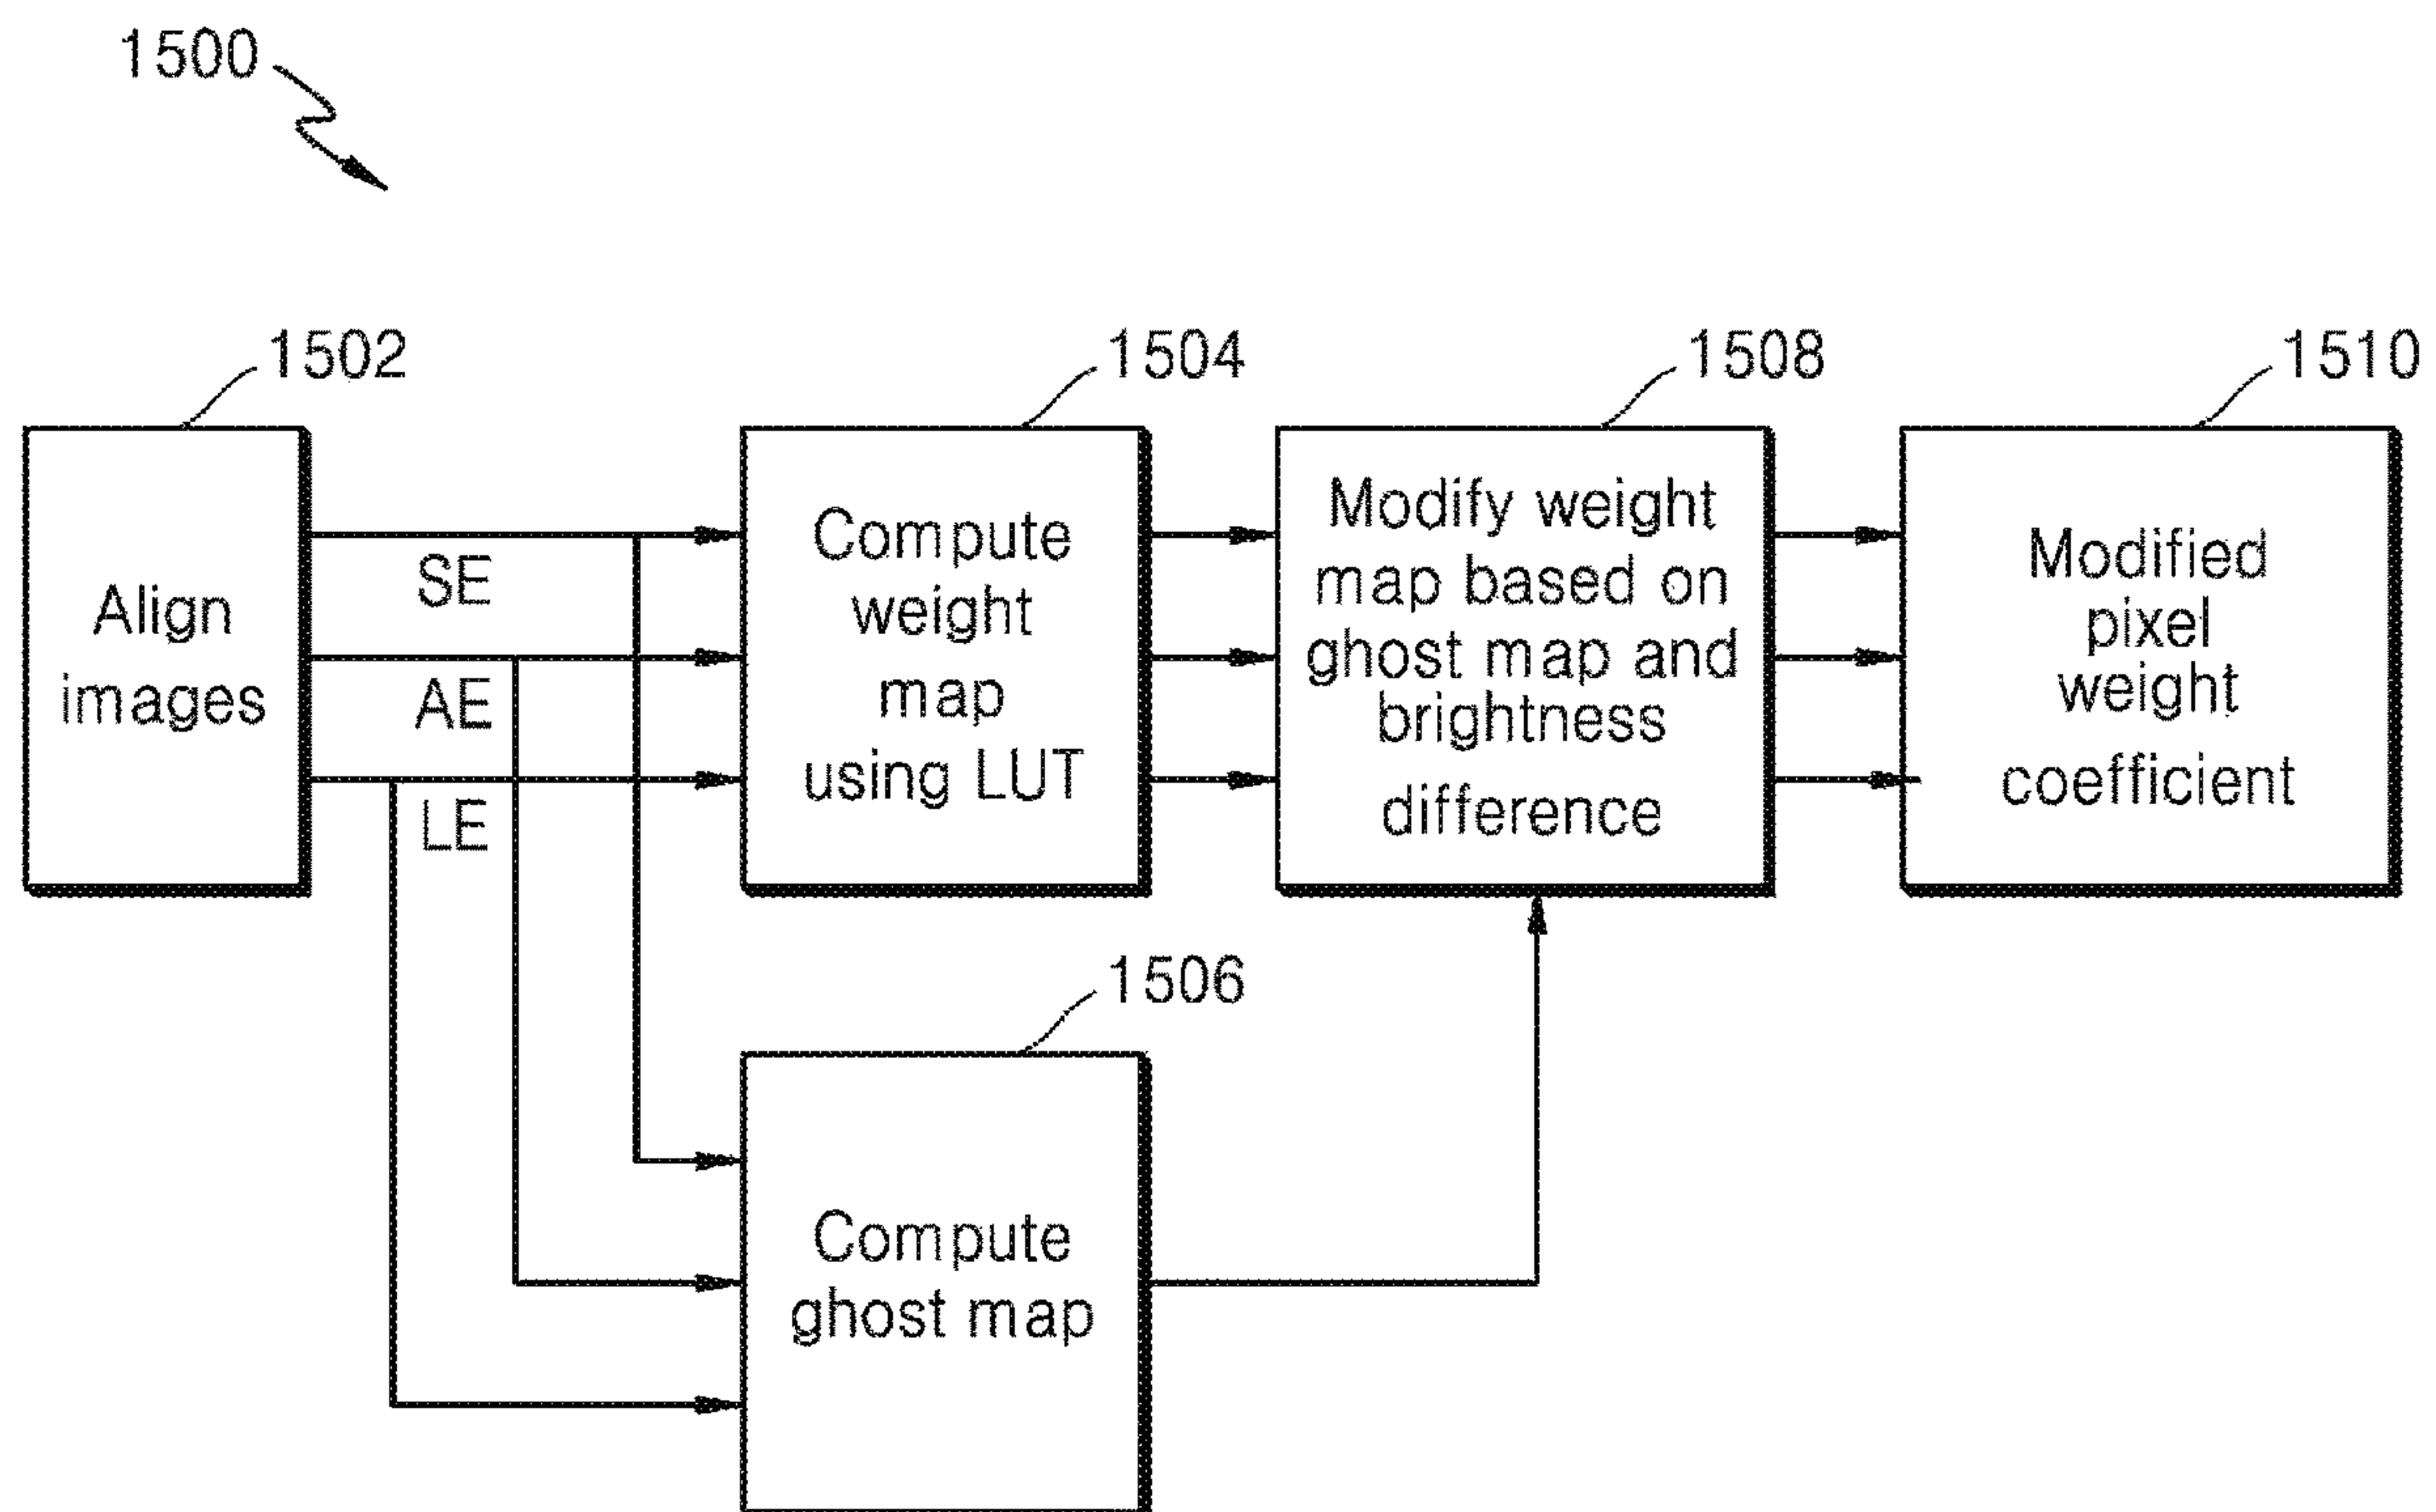 1500
1502
1504
1508
1510
Align
images
SE
AE
LE
Compute
weight
map
using LUT
Modify weight
map based on
ghost map and
brightness
difference
Modified
pixel
weight
coefficient
1506
Compute
ghost map